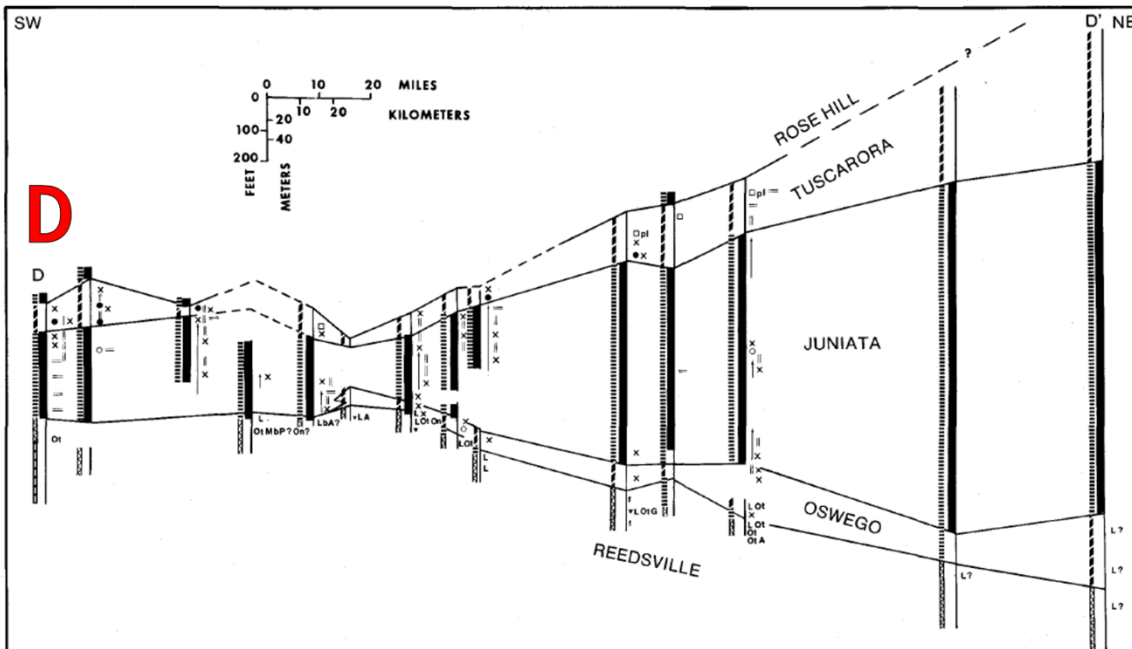 SW
D' NE
0 10 20 MILES
0 10 20 KILOMETERS
100 20
200 40
FEET
METERS
ROSE HILL
?
TUSCARORA
JUNIATA
OSWEGO
REEDSVILLE
D
D
Ot
L
Ot MbP? On?
LbA?
LA
L
L Ot On
LOt
L
L
pl
f
L Ot G
f
pl
L Ot
L Ot
Ot
Ot A
L?
L?
L?
L?